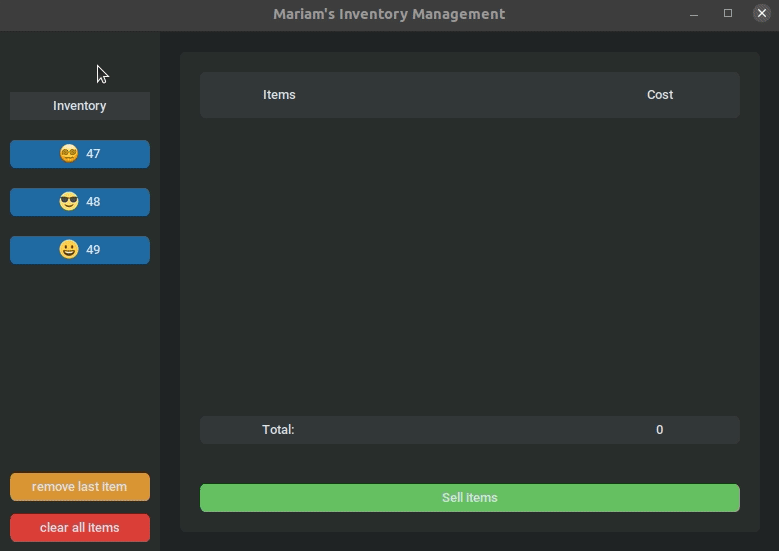 Mariam's Inventory Management
Inventory
47
48
49
remove last item
clear all items
Items Cost
Total: 0
Sell Items